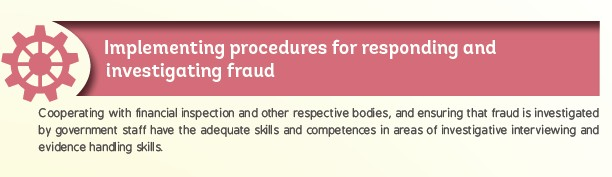 Implementing procedures for responding and
investigating fraud
Cooperating with financial inspection and other respective bodies, and ensuring that fraud is investigated
by government staff have the adequate skills and competences in areas of investigative interviewing and
evidence handling skills.